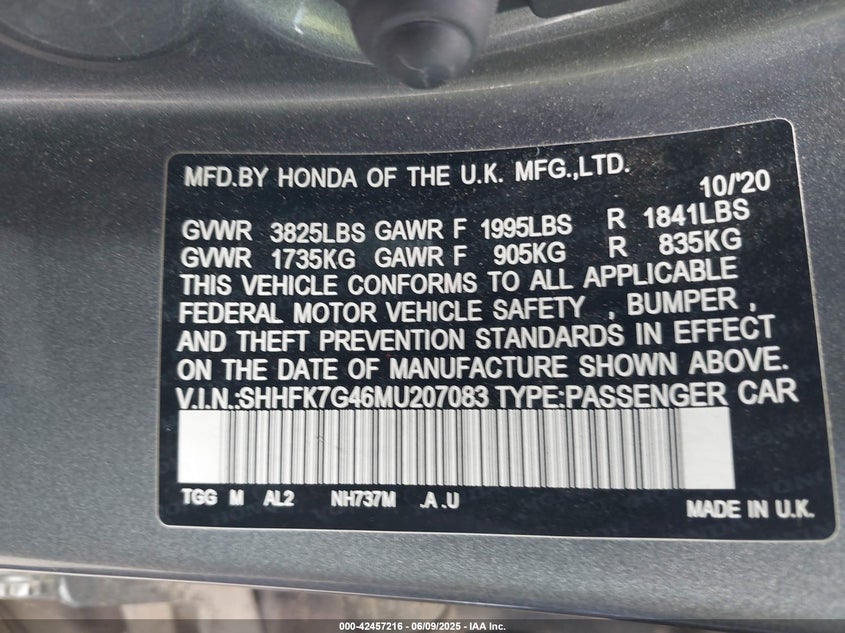 MFD.BY HONDA OF THE U.K. MFG.,LTD.
10/'20
GVWR 3825LBS GAWR F 1995LBS R 1841LBS
GVWR 1735KG GAWR F 905KG R 835KG
THIS VEHICLE CONFORMS TO ALL APPLICABLE
FEDERAL MOTOR VEHICLE SAFETY , BUMPER ,
AND THEFT PREVENTION STANDARDS IN EFFECT
ON THE DATE OF MANUFACTURE SHOWN ABOVE.
V.I.N.:SHHFK7G46MU207083 TYPE:PASSENGER CAR
TGG M AL2 NH737M .A .U
MADE IN U.K.
000-42457216 - 06/09/2025 - IAA Inc.